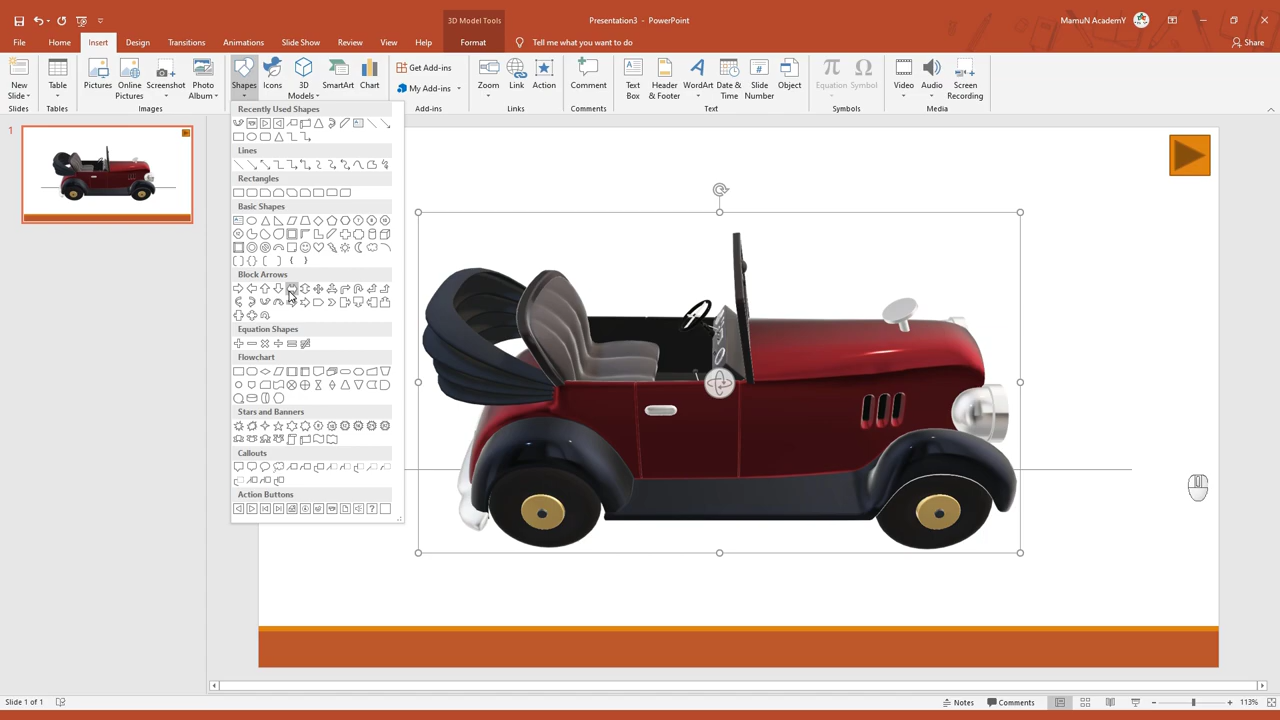 3D Model Tools
Presentation3 - PowerPoint
MamuN AcademY
File Home Insert Design Transitions Animations Slide Show Review View Help Format Tell me what you want to do Share
New Slide
Table
Pictures
Online Pictures
Screenshot
Photo Album
Shapes
Icons
3D Models
SmartArt
Chart
Get Add-ins
My Add-ins
Zoom
Link
Action
Comment
Text Box
Header & Footer
WordArt
Date & Time
Slide Number
Object
Equation
Symbol
Video
Audio
Screen Recording
Slides Tables Images Add-ins Links Comments Text Symbols Media
Recently Used Shapes
Lines
Rectangles
Basic Shapes
Block Arrows
Equation Shapes
Flowchart
Stars and Banners
Callouts
Action Buttons
1
Slide 1 of 1
Notes
Comments
113%